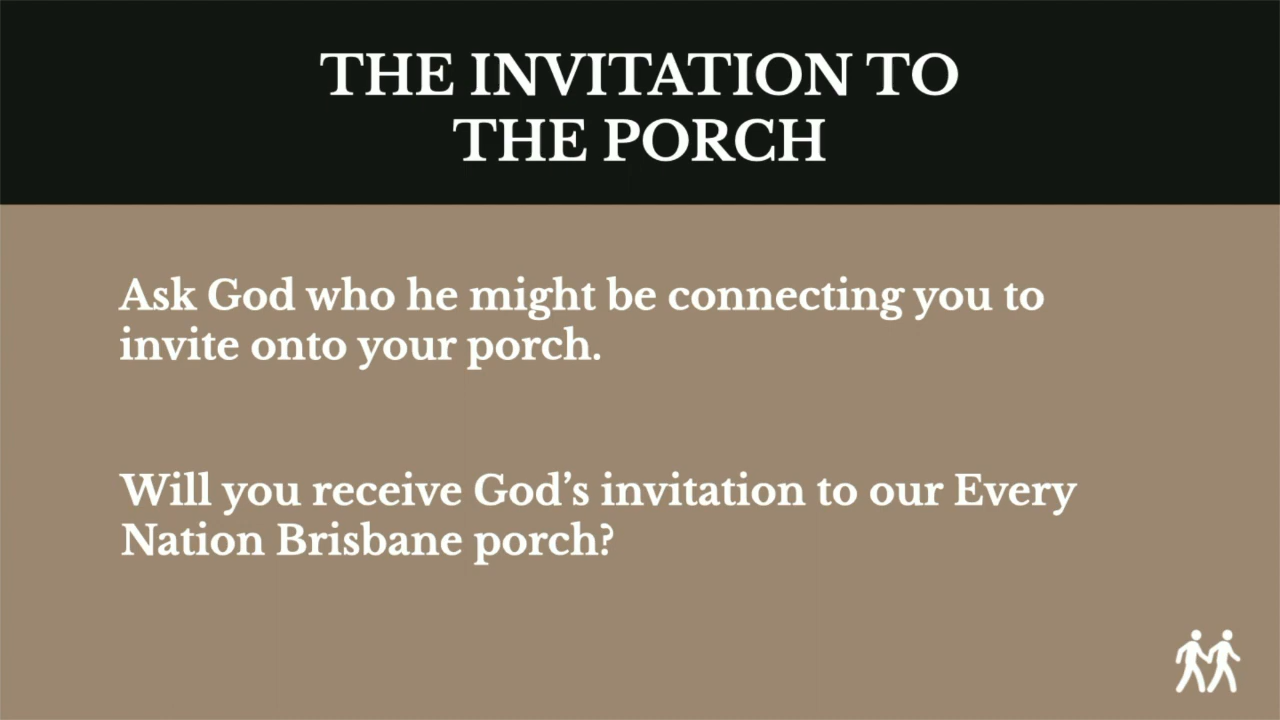 THE INVITATION TO
THE PORCH
Ask God who he might be connecting you to
invite onto your porch.
Will you receive God’s invitation to our Every
Nation Brisbane porch?